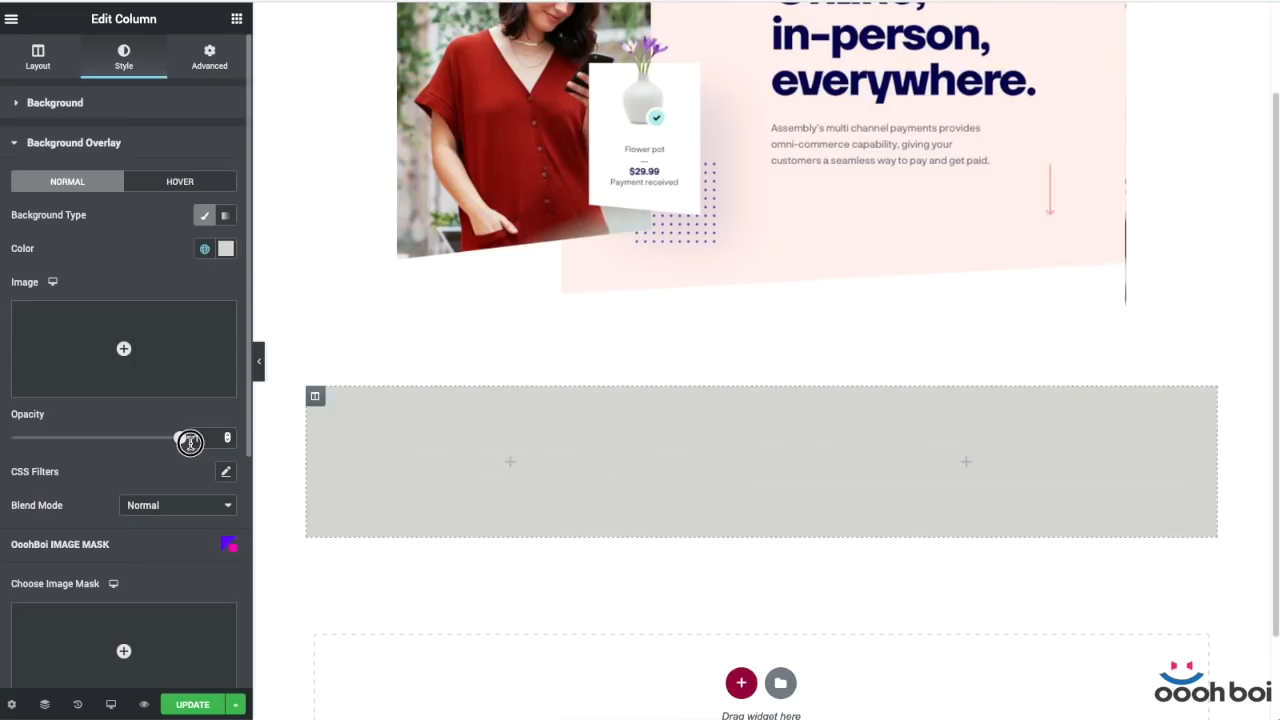 Edit Column
Layout
Style
Advanced
Background
Background Overlay
NORMAL
HOVER
Background Type
Color
Image
Opacity
CSS Filters
Blend Mode
Normal
OoohBoi IMAGE MASK
Choose Image Mask
UPDATE
in-person,
everywhere.
Assembly's multi channel payments provides
omni-commerce capability, giving your
customers a seamless way to pay and get paid.
Flower pot
—
$29.99
Payment received
Drag widget here
oooh boi